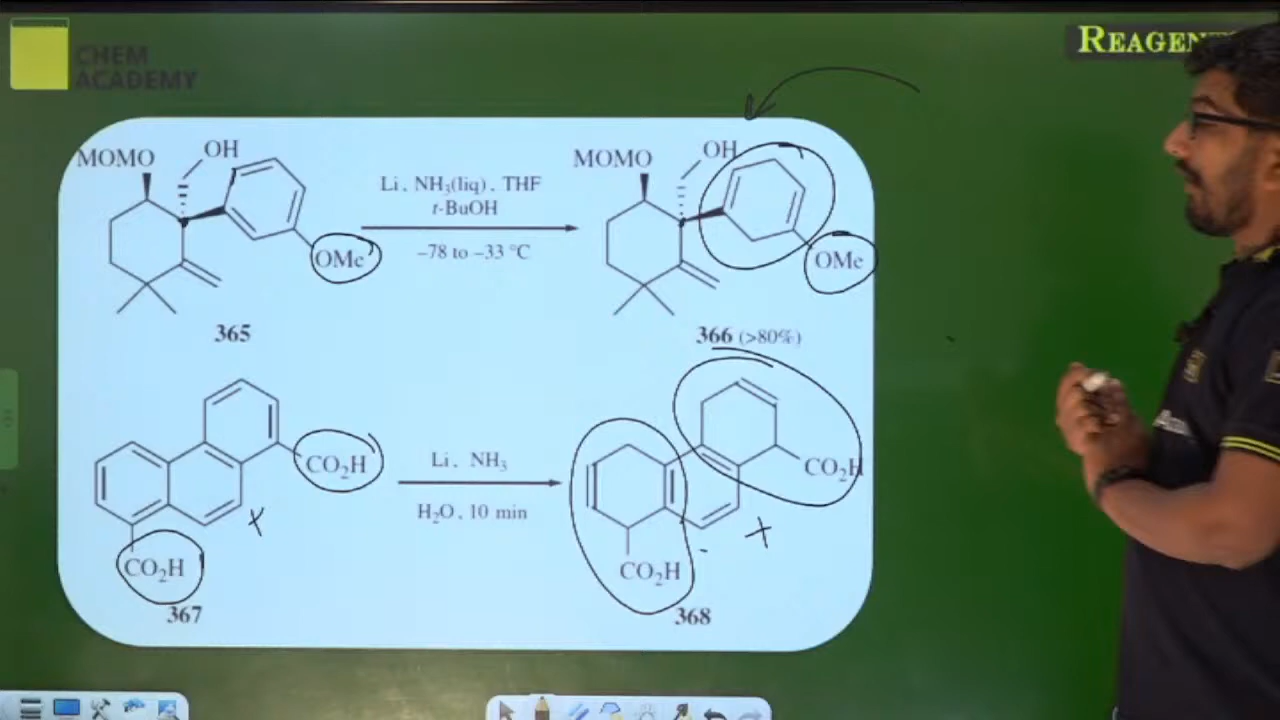 CHEM
ACADEMY
MOMO
OH
OMe
365
Li, NH₃(liq), THF
t-BuOH
–78 to –33 °C
MOMO
OH
OMe
366 (>80%)
CO₂H
CO₂H
367
Li, NH₃
H₂O, 10 min
CO₂H
CO₂H
368